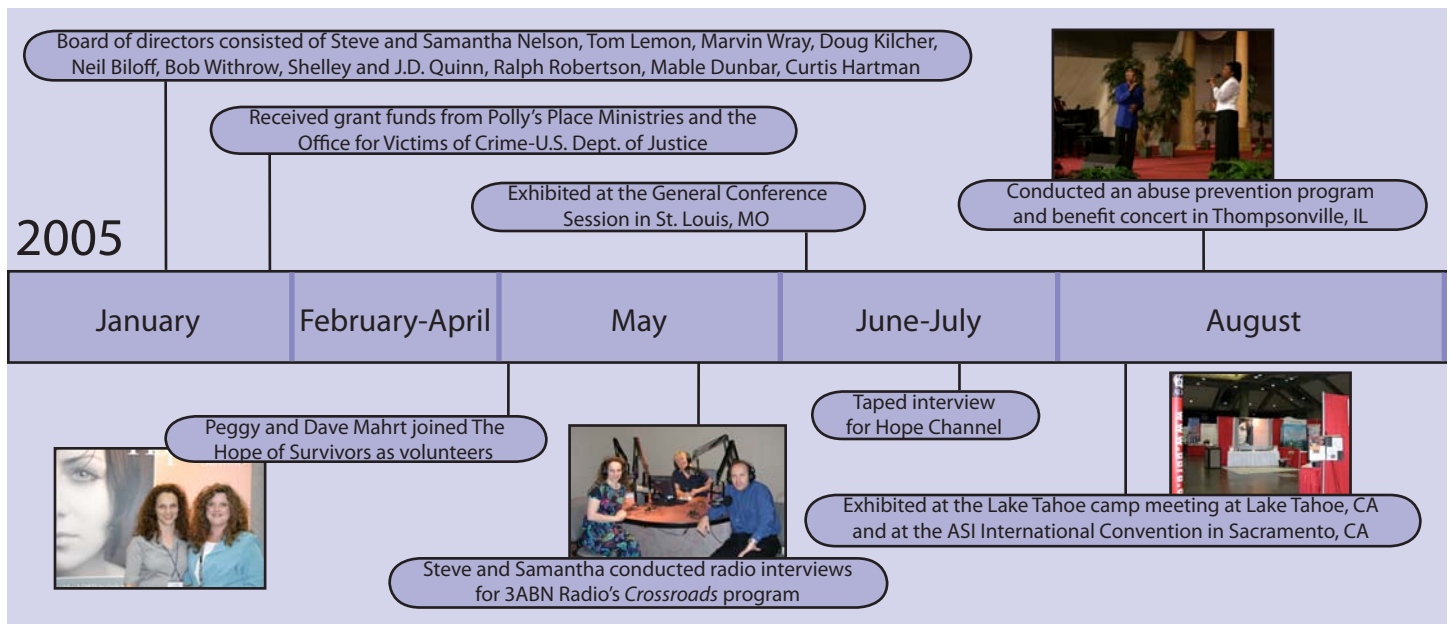 Board of directors consisted of Steve and Samantha Nelson, Tom Lemon, Marvin Wray, Doug Kilcher,
Neil Biloff, Bob Withrow, Shelley and J.D. Quinn, Ralph Robertson, Mable Dunbar, Curtis Hartman
Received grant funds from Polly's Place Ministries and the
Office for Victims of Crime-U.S. Dept. of Justice
Exhibited at the General Conference
Session in St. Louis, MO
Conducted an abuse prevention program
and benefit concert in Thompsonville, IL
2005
January
February-April
May
June-July
August
Peggy and Dave Mahrt joined The
Hope of Survivors as volunteers
Taped interview
for Hope Channel
Exhibited at the Lake Tahoe camp meeting at Lake Tahoe, CA
and at the ASI International Convention in Sacramento, CA
Steve and Samantha conducted radio interviews
for 3ABN Radio's Crossroads program